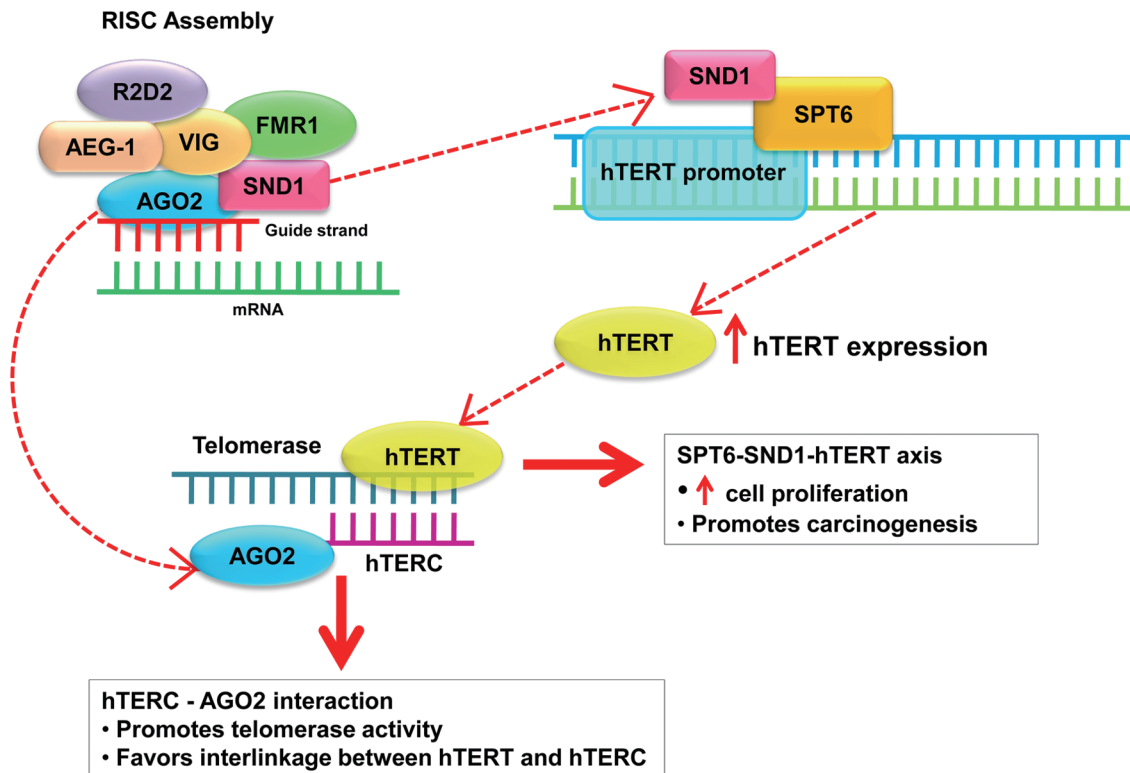 RISC Assembly
R2D2
FMR1
VIG
AEG-1
SND1
AGO2
Guide strand
mRNA
SND1
SPT6
hTERT promoter
hTERT
hTERT expression
Telomerase
hTERT
AGO2
hTERC
SPT6-SND1-hTERT axis
• ↑ cell proliferation
• Promotes carcinogenesis
hTERC - AGO2 interaction
• Promotes telomerase activity
• Favors interlinkage between hTERT and hTERC